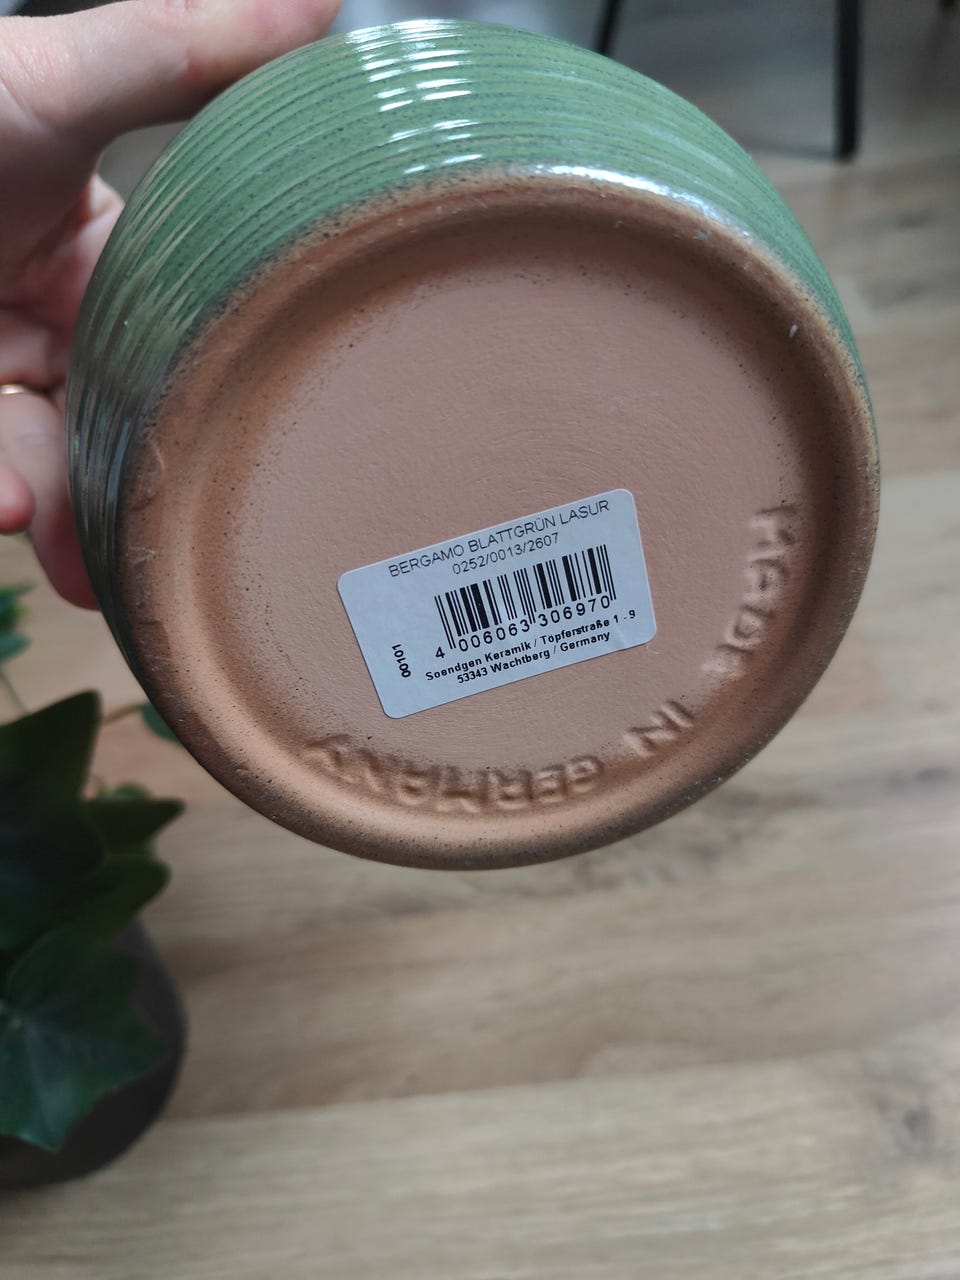 BERGAMO BLATTGRÜN LASUR
0252/0013/2607
4 006063 306970
00101
Soendgen Keramik / Töpferstraße 1 - 9
53343 Wachtberg / Germany
MADE IN GERMANY